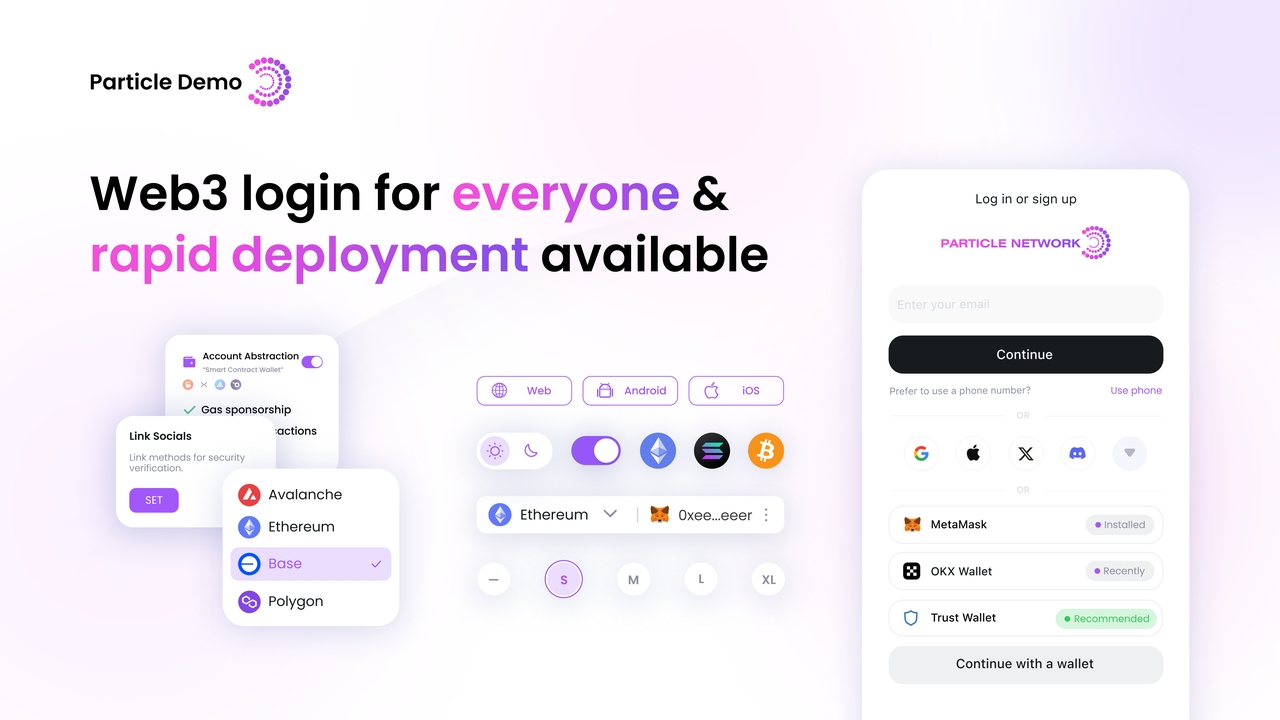 Particle Demo
Web3 login for everyone &
rapid deployment available
Account Abstraction
"Smart Contract Wallet"
Gas sponsorship
Link Socials
Link methods for security
verification.
SET
Avalanche
Ethereum
Base
Polygon
Web
Android
iOS
Ethereum
0xee...eeer
—
S
M
L
XL
Log in or sign up
PARTICLE NETWORK
Enter your email
Continue
Prefer to use a phone number?
Use phone
OR
OR
MetaMask
Installed
OKX Wallet
Recently
Trust Wallet
Recommended
Continue with a wallet